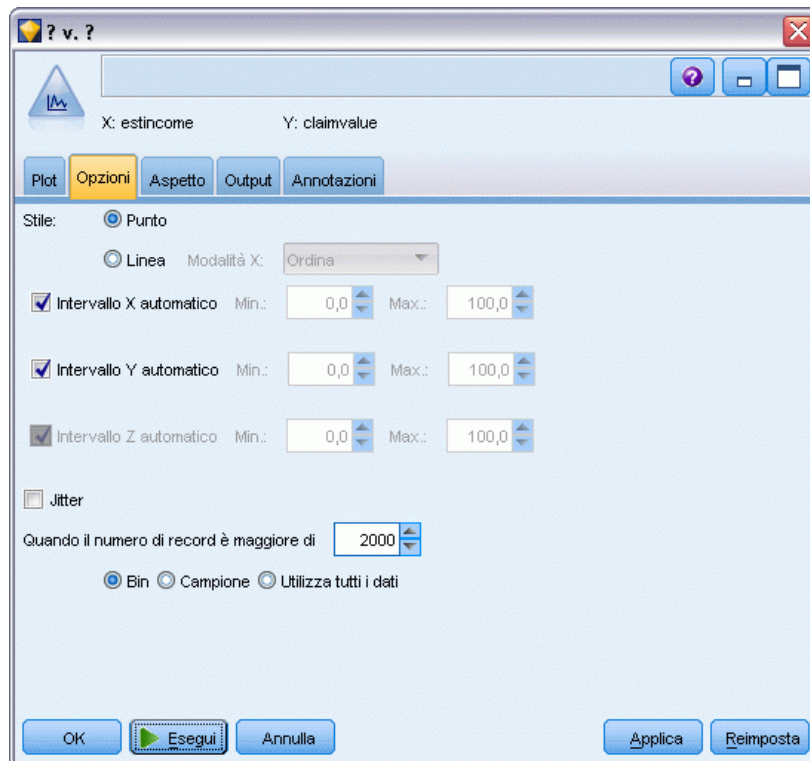 ? v. ?
?
X: estincome Y: claimvalue
Plot Opzioni Aspetto Output Annotazioni
Stile: Punto
Linea Modalità X: Ordina
Intervallo X automatico Min.: 0,0 Max.: 100,0
Intervallo Y automatico Min.: 0,0 Max.: 100,0
Intervallo Z automatico Min.: 0,0 Max.: 100,0
Jitter
Quando il numero di record è maggiore di 2000
Bin Campione Utilizza tutti i dati
OK Esegui Annulla Applica Reimposta